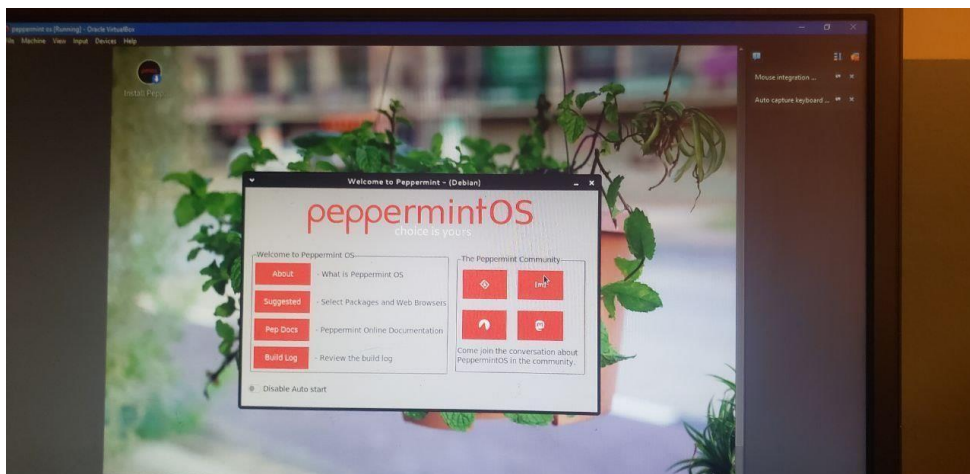 peppermint os [Running] - Oracle VirtualBox
File Machine View Input Devices Help
Mouse integration ...
Auto capture keyboard ...
Install Pepp...
Welcome to Peppermint - (Debian)
peppermintOS
choice is yours
Welcome to Peppermint OS
About - What is Peppermint OS
Suggested - Select Packages and Web Browsers
Pep Docs - Peppermint Online Documentation
Build Log - Review the build log
The Peppermint Community
Come join the conversation about
PeppermintOS in the community.
Disable Auto start